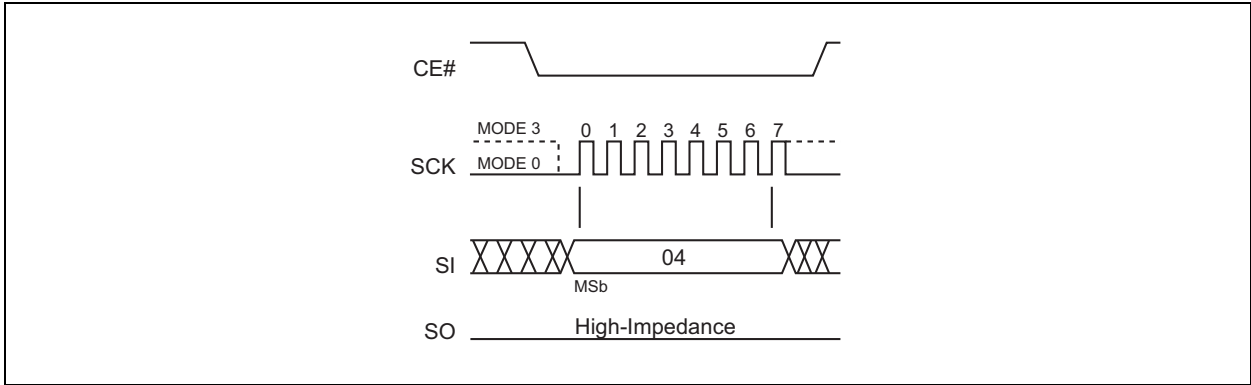 CE#
MODE 3
0 1 2 3 4 5 6 7
SCK
MODE 0
SI
04
MSb
SO
High-Impedance